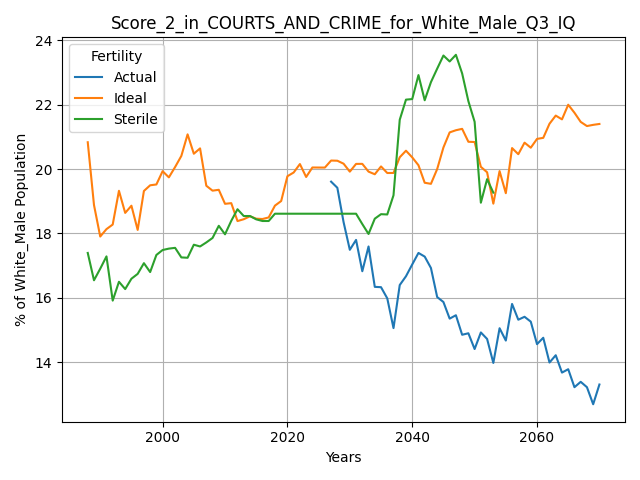 Score_2_in_COURTS_AND_CRIME_for_White_Male_Q3_IQ
Fertility
Actual
Ideal
Sterile
% of White_Male Population
24
22
20
18
16
14
2000
2020
2040
2060
Years